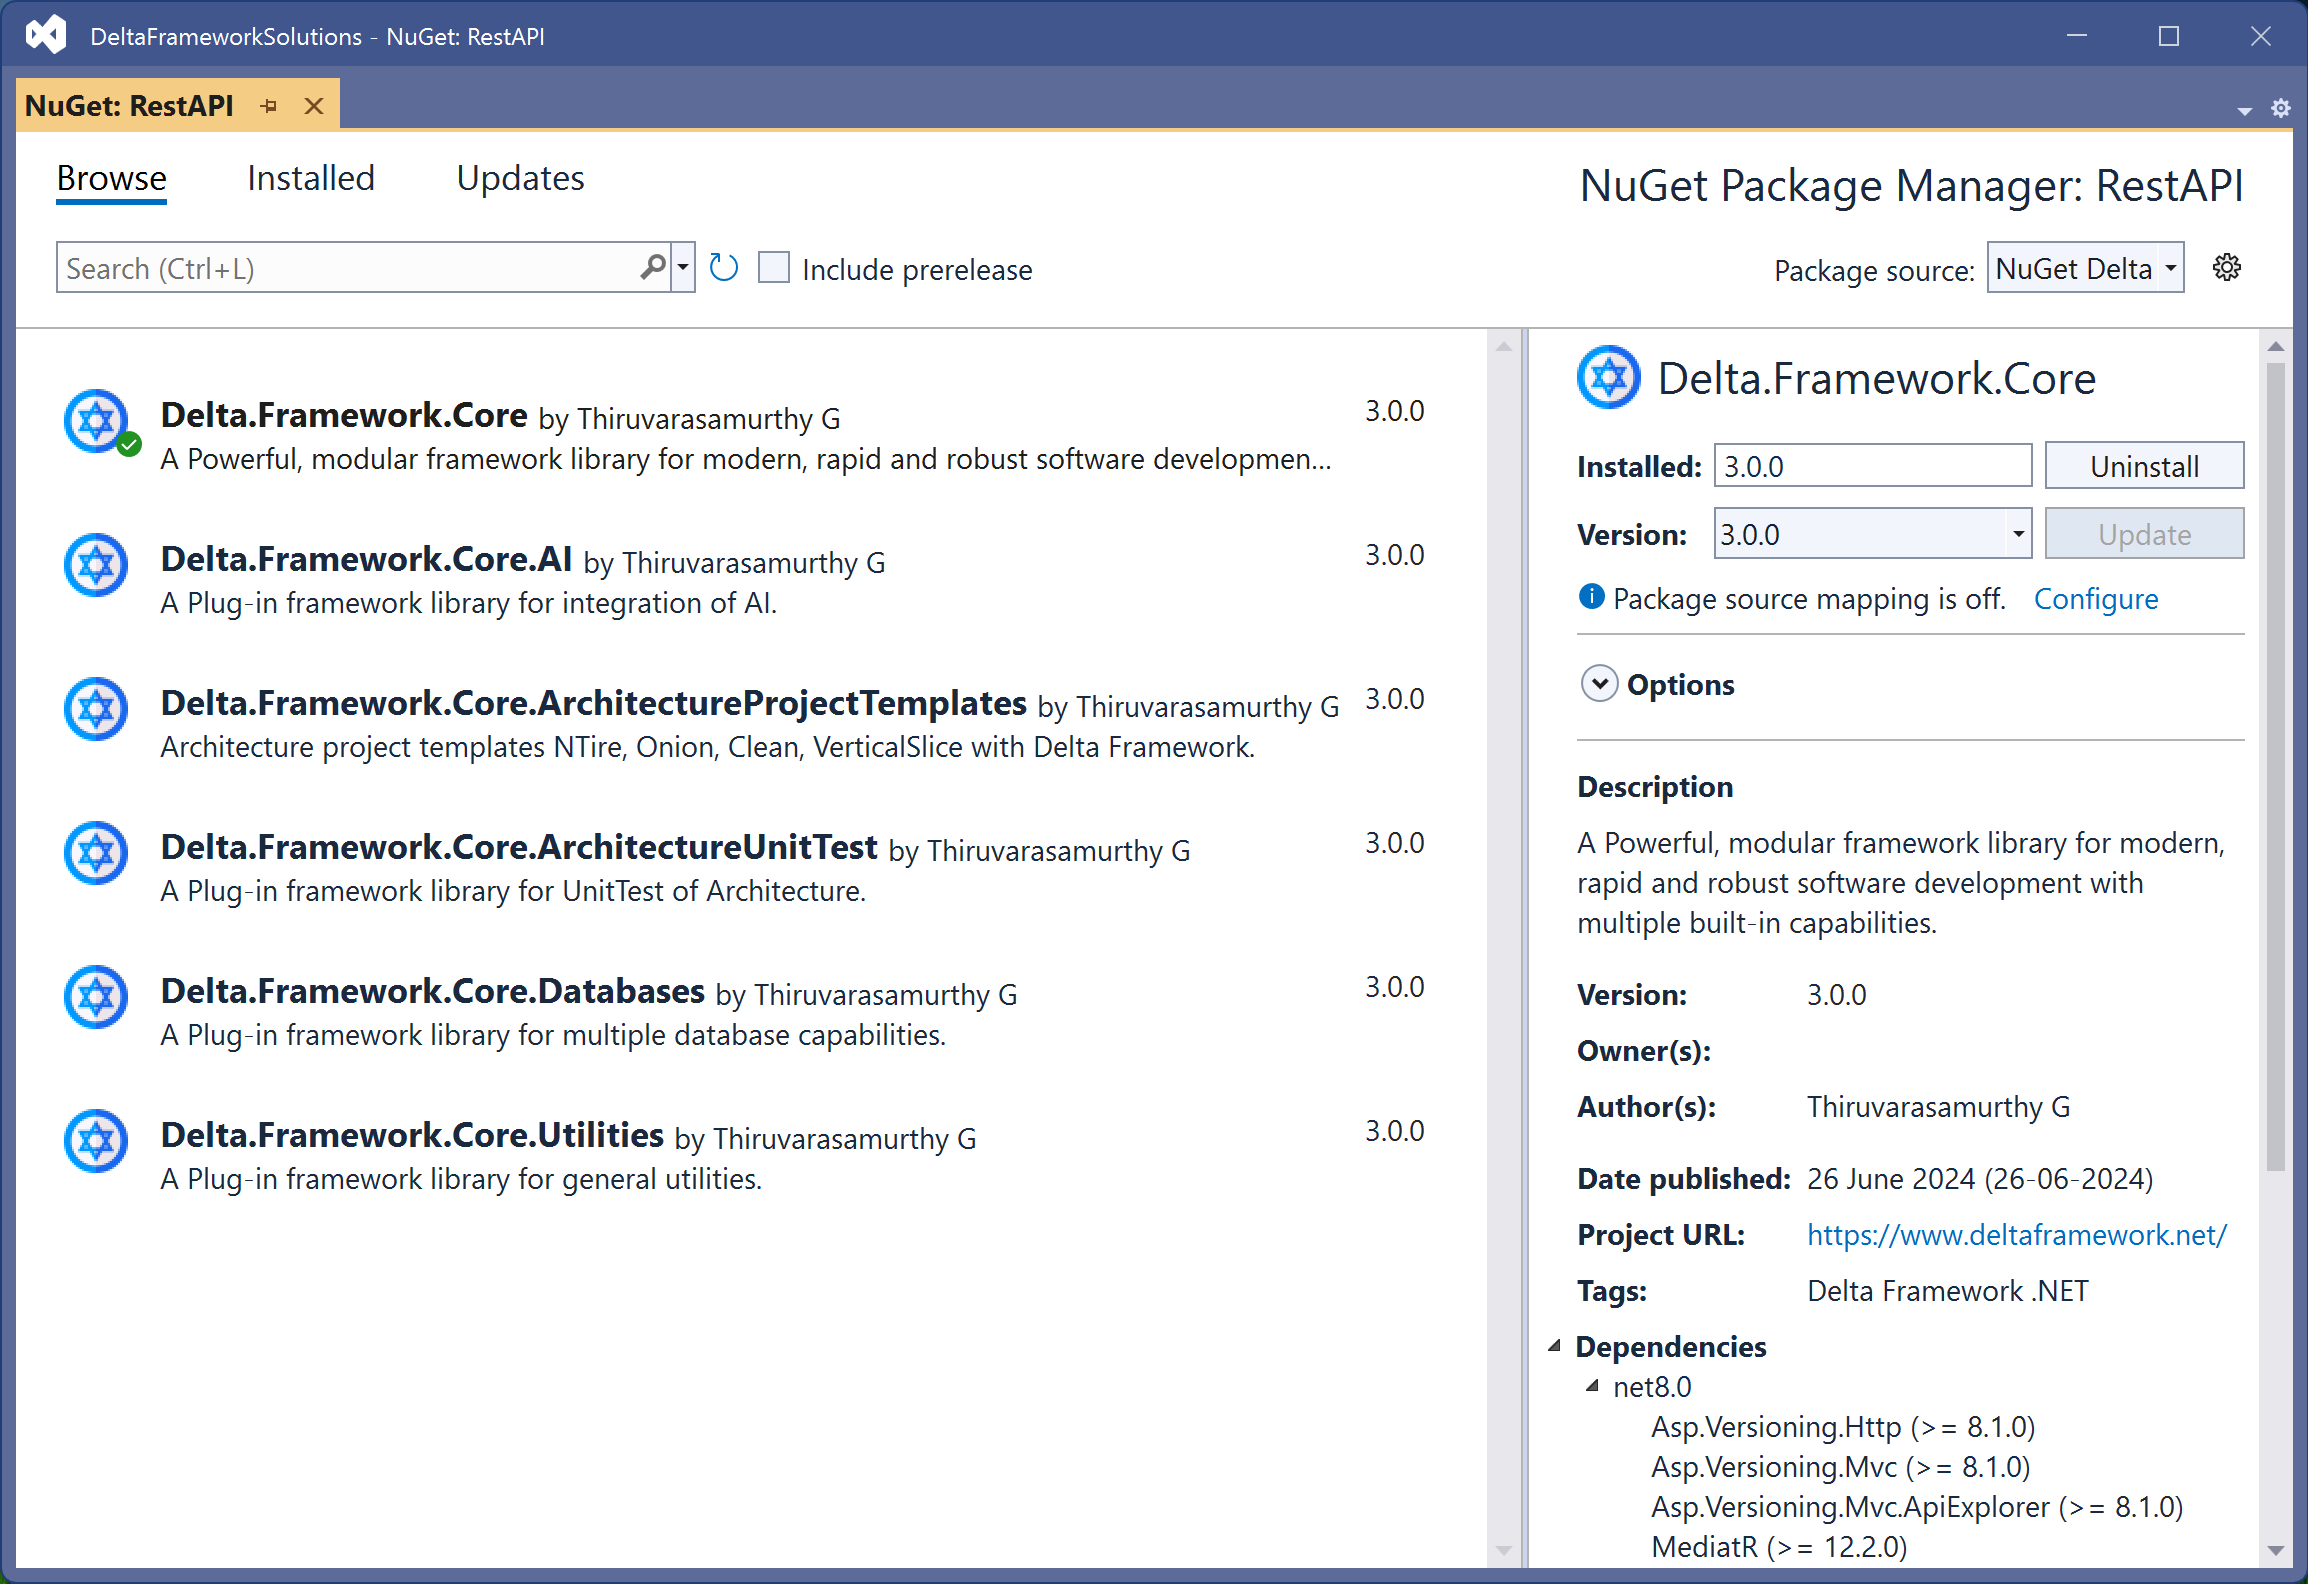 DeltaFrameworkSolutions - NuGet: RestAPI
NuGet: RestAPI
Browse Installed Updates
NuGet Package Manager: RestAPI
Search (Ctrl+L)
Include prerelease
Package source: NuGet Delta
Delta.Framework.Core by Thiruvarasamurthy G 3.0.0
A Powerful, modular framework library for modern, rapid and robust software developmen...
Delta.Framework.Core.AI by Thiruvarasamurthy G 3.0.0
A Plug-in framework library for integration of AI.
Delta.Framework.Core.ArchitectureProjectTemplates by Thiruvarasamurthy G 3.0.0
Architecture project templates NTire, Onion, Clean, VerticalSlice with Delta Framework.
Delta.Framework.Core.ArchitectureUnitTest by Thiruvarasamurthy G 3.0.0
A Plug-in framework library for UnitTest of Architecture.
Delta.Framework.Core.Databases by Thiruvarasamurthy G 3.0.0
A Plug-in framework library for multiple database capabilities.
Delta.Framework.Core.Utilities by Thiruvarasamurthy G 3.0.0
A Plug-in framework library for general utilities.
Delta.Framework.Core
Installed: 3.0.0 Uninstall
Version: 3.0.0 Update
Package source mapping is off. Configure
Options
Description
A Powerful, modular framework library for modern,
rapid and robust software development with
multiple built-in capabilities.
Version: 3.0.0
Owner(s):
Author(s): Thiruvarasamurthy G
Date published: 26 June 2024 (26-06-2024)
Project URL: https://www.deltaframework.net/
Tags: Delta Framework .NET
Dependencies
net8.0
Asp.Versioning.Http (>= 8.1.0)
Asp.Versioning.Mvc (>= 8.1.0)
Asp.Versioning.Mvc.ApiExplorer (>= 8.1.0)
MediatR (>= 12.2.0)